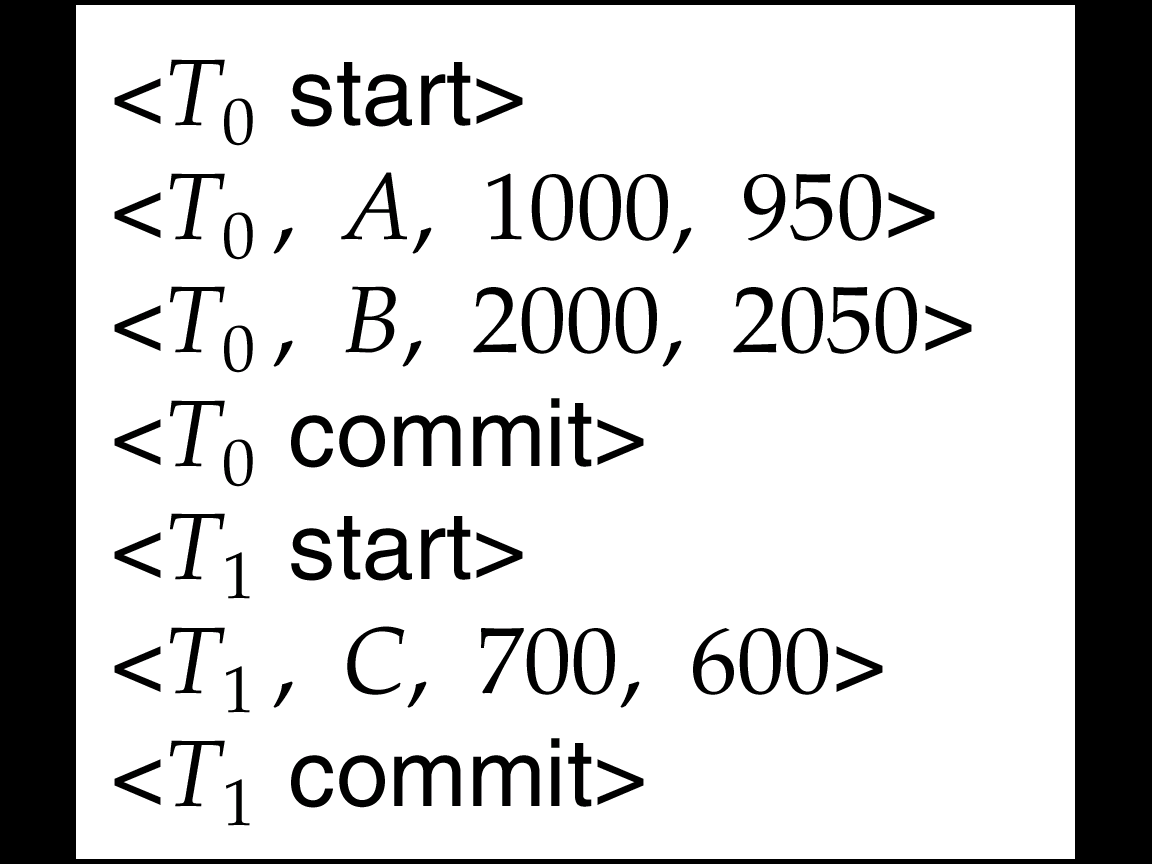 <T₀ start>
<T₀, A, 1000, 950>
<T₀, B, 2000, 2050>
<T₀ commit>
<T₁ start>
<T₁, C, 700, 600>
<T₁ commit>